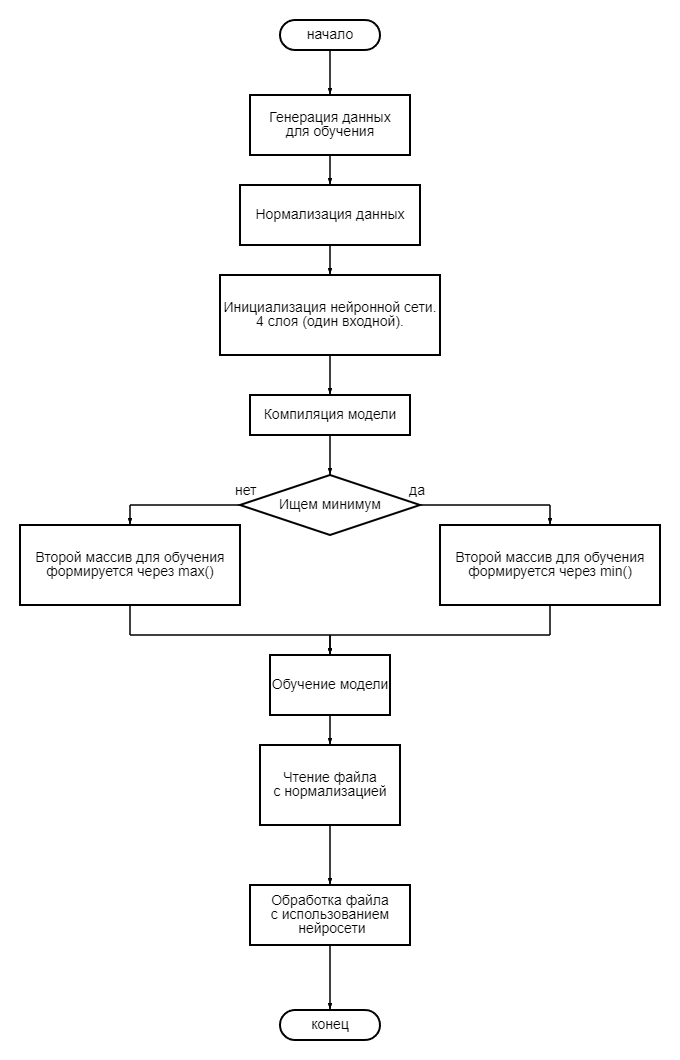 начало
Генерация данных
для обучения
Нормализация данных
Инициализация нейронной сети.
4 слоя (один входной).
Компиляция модели
нет
да
Ищем минимум
Второй массив для обучения
формируется через max()
Второй массив для обучения
формируется через min()
Обучение модели
Чтение файла
с нормализацией
Обработка файла
с использованием
нейросети
конец